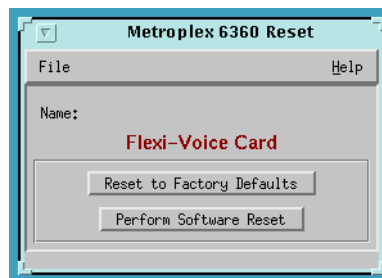 Metroplex 6360 Reset
File Help
Name:
Flexi-Voice Card
Reset to Factory Defaults
Perform Software Reset